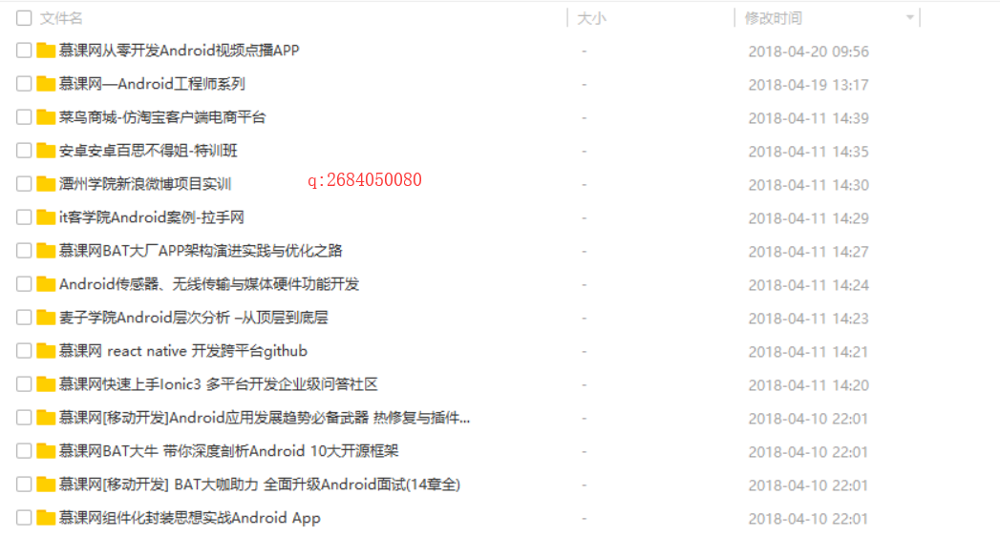 文件名 大小 修改时间
慕课网从零开发Android视频点播APP - 2018-04-20 09:56
慕课网—Android工程师系列 - 2018-04-19 13:17
菜鸟商城-仿淘宝客户端电商平台 - 2018-04-11 14:39
安卓安卓百思不得姐-特训班 - 2018-04-11 14:35
潭州学院新浪微博项目实训 q:2684050080 - 2018-04-11 14:30
it客学院Android案例-拉手网 - 2018-04-11 14:29
慕课网BAT大厂APP架构演进实践与优化之路 - 2018-04-11 14:27
Android传感器、无线传输与媒体硬件功能开发 - 2018-04-11 14:24
麦子学院Android层次分析 –从顶层到底层 - 2018-04-11 14:23
慕课网 react native 开发跨平台github - 2018-04-11 14:21
慕课网快速上手Ionic3 多平台开发企业级问答社区 - 2018-04-11 14:20
慕课网[移动开发]Android应用发展趋势必备武器 热修复与插件... - 2018-04-10 22:01
慕课网BAT大牛 带你深度剖析Android 10大开源框架 - 2018-04-10 22:01
慕课网[移动开发] BAT大咖助力 全面升级Android面试(14章全) - 2018-04-10 22:01
慕课网组件化封装思想实战Android App - 2018-04-10 22:01